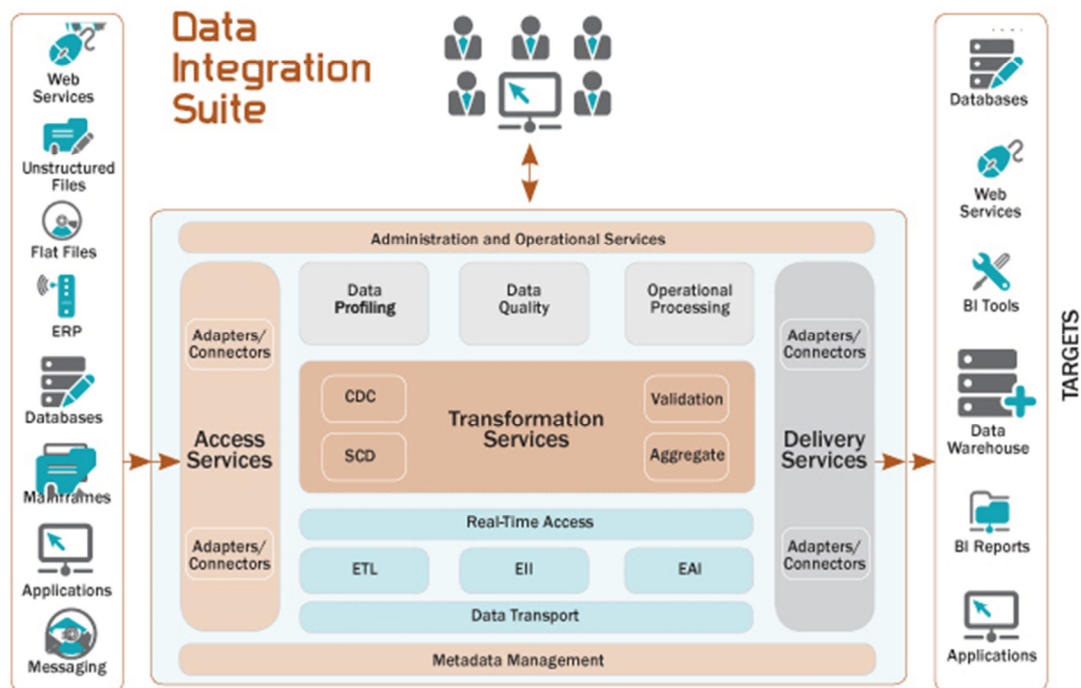 Data
Integration
Suite
Web
Services
Unstructured
Files
Flat Files
ERP
Databases
Mainframes
Applications
Messaging
Administration and Operational Services
Adapters/
Connectors
Access
Services
Adapters/
Connectors
Data
Profiling
Data
Quality
Operational
Processing
CDC
SCD
Transformation
Services
Validation
Aggregate
Real-Time Access
ETL
EII
EAI
Data Transport
Adapters/
Connectors
Delivery
Services
Adapters/
Connectors
Metadata Management
Databases
Web
Services
BI Tools
Data
Warehouse
BI Reports
Applications
TARGETS